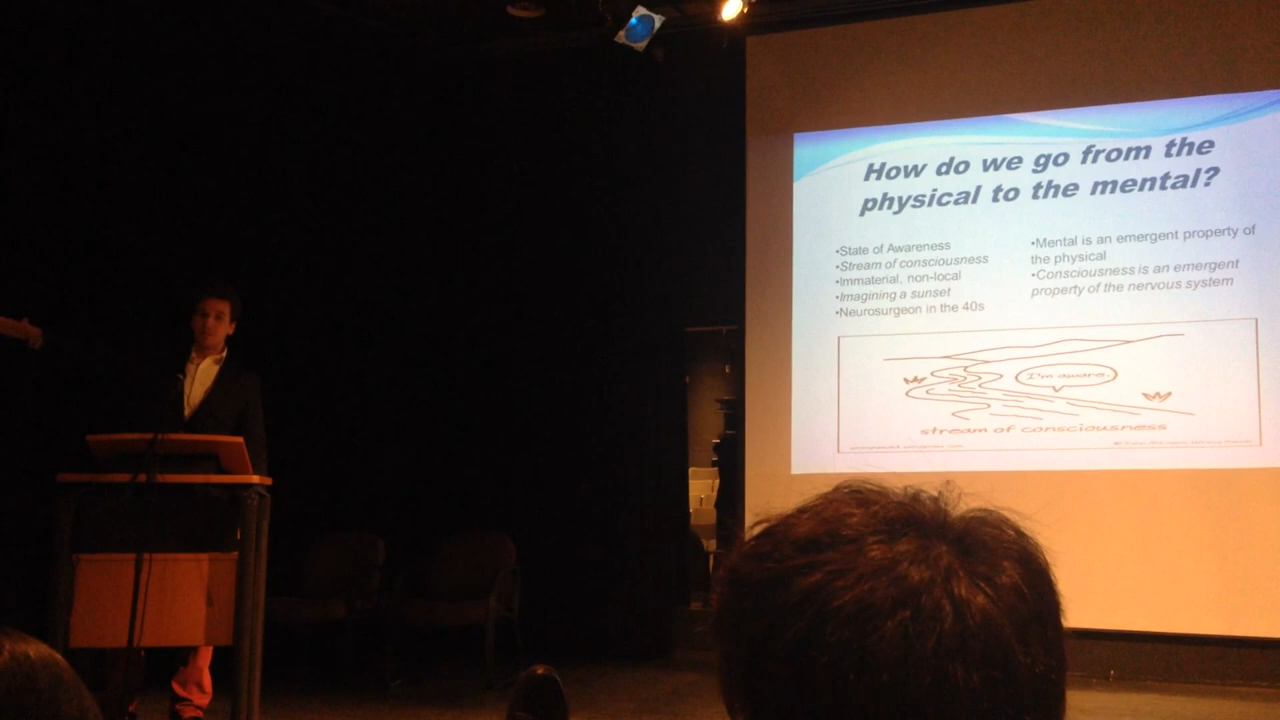 How do we go from the
physical to the mental?
•State of Awareness
•Stream of consciousness
•Immaterial, non-local
•Imagining a sunset
•Neurosurgeon in the 40s
•Mental is an emergent property of
the physical
•Consciousness is an emergent
property of the nervous system
I'm aware.
stream of consciousness